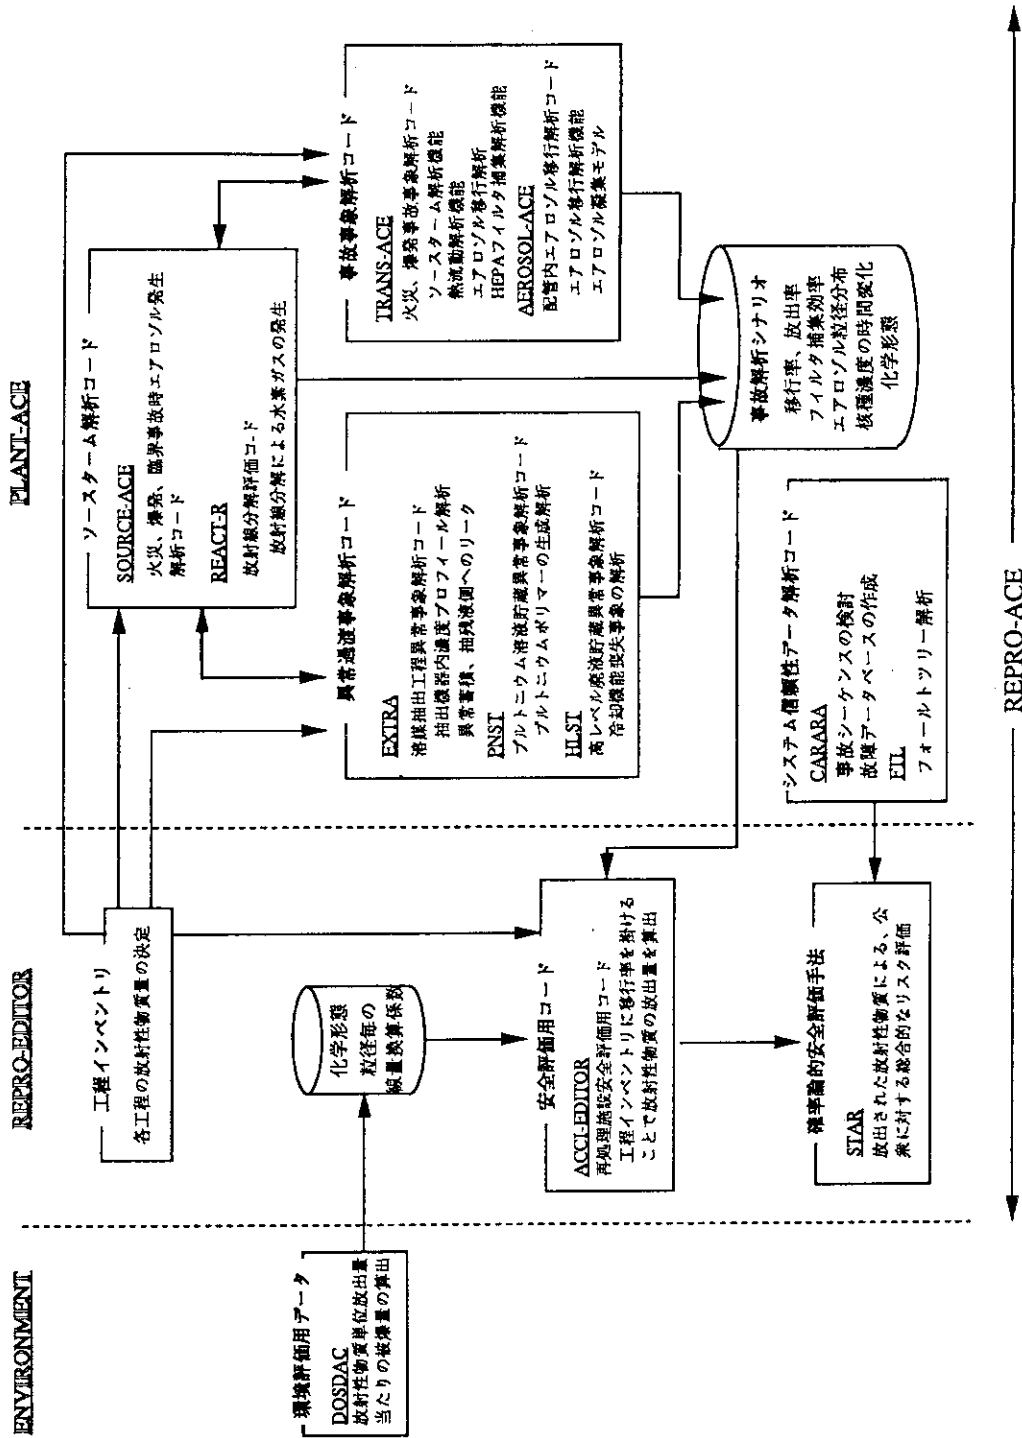 ENVIRONMENT
REPRO-EDITOR
PLANT-ACE
環境評価用データ
DOSDAC
放射性物質単位放出量
当たりの被爆量の算出
工程インベントリ
各工程の放射性物質量の決定
化学形態
粒径毎の
線量換算係数
安全評価用コード
ACCI-EDITOR
再処理施設安全評価用コード
工程インベントリに移行率を掛ける
ことで放射性物質の放出量を算出
確率論的安全評価手法
STAR
放出された放射性物質による、公
衆に対する総合的なリスク評価
ソースターム解析コード
SOURCE-ACE
火災、爆発、臨界事故時エアロゾル発生
解析コード
REACT-R
放射線分解評価コード
放射線分解による水素ガスの発生
異常過渡事象解析コード
EXTRA
溶媒抽出工程異常事象解析コード
抽出機器内濃度プロフィール解析
異常蓄積、抽残液側へのリーク
PNST
プルトニウム溶液貯蔵異常事象解析コード
プルトニウムポリマーの生成解析
HLST
高レベル廃液貯蔵異常事象解析コード
冷却機能喪失事象の解析
システム信頼性データ解析コード
CARARA
事故シーケンスの検討
故障データベースの作成
FTL
フォールトツリー解析
事故事象解析コード
TRANS-ACE
火災、爆発事故事象解析コード
ソースターム解析機能
熱流動解析機能
エアロゾル移行解析
HEPAフィルタ捕集解析機能
AEROSOL-ACE
配管内エアロゾル移行解析コード
エアロゾル移行解析機能
エアロゾル凝集モデル
事故解析シナリオ
移行率、放出率
フィルタ捕集効率
エアロゾル粒径分布
核種濃度の時間変化
化学形態
REPRO-ACE